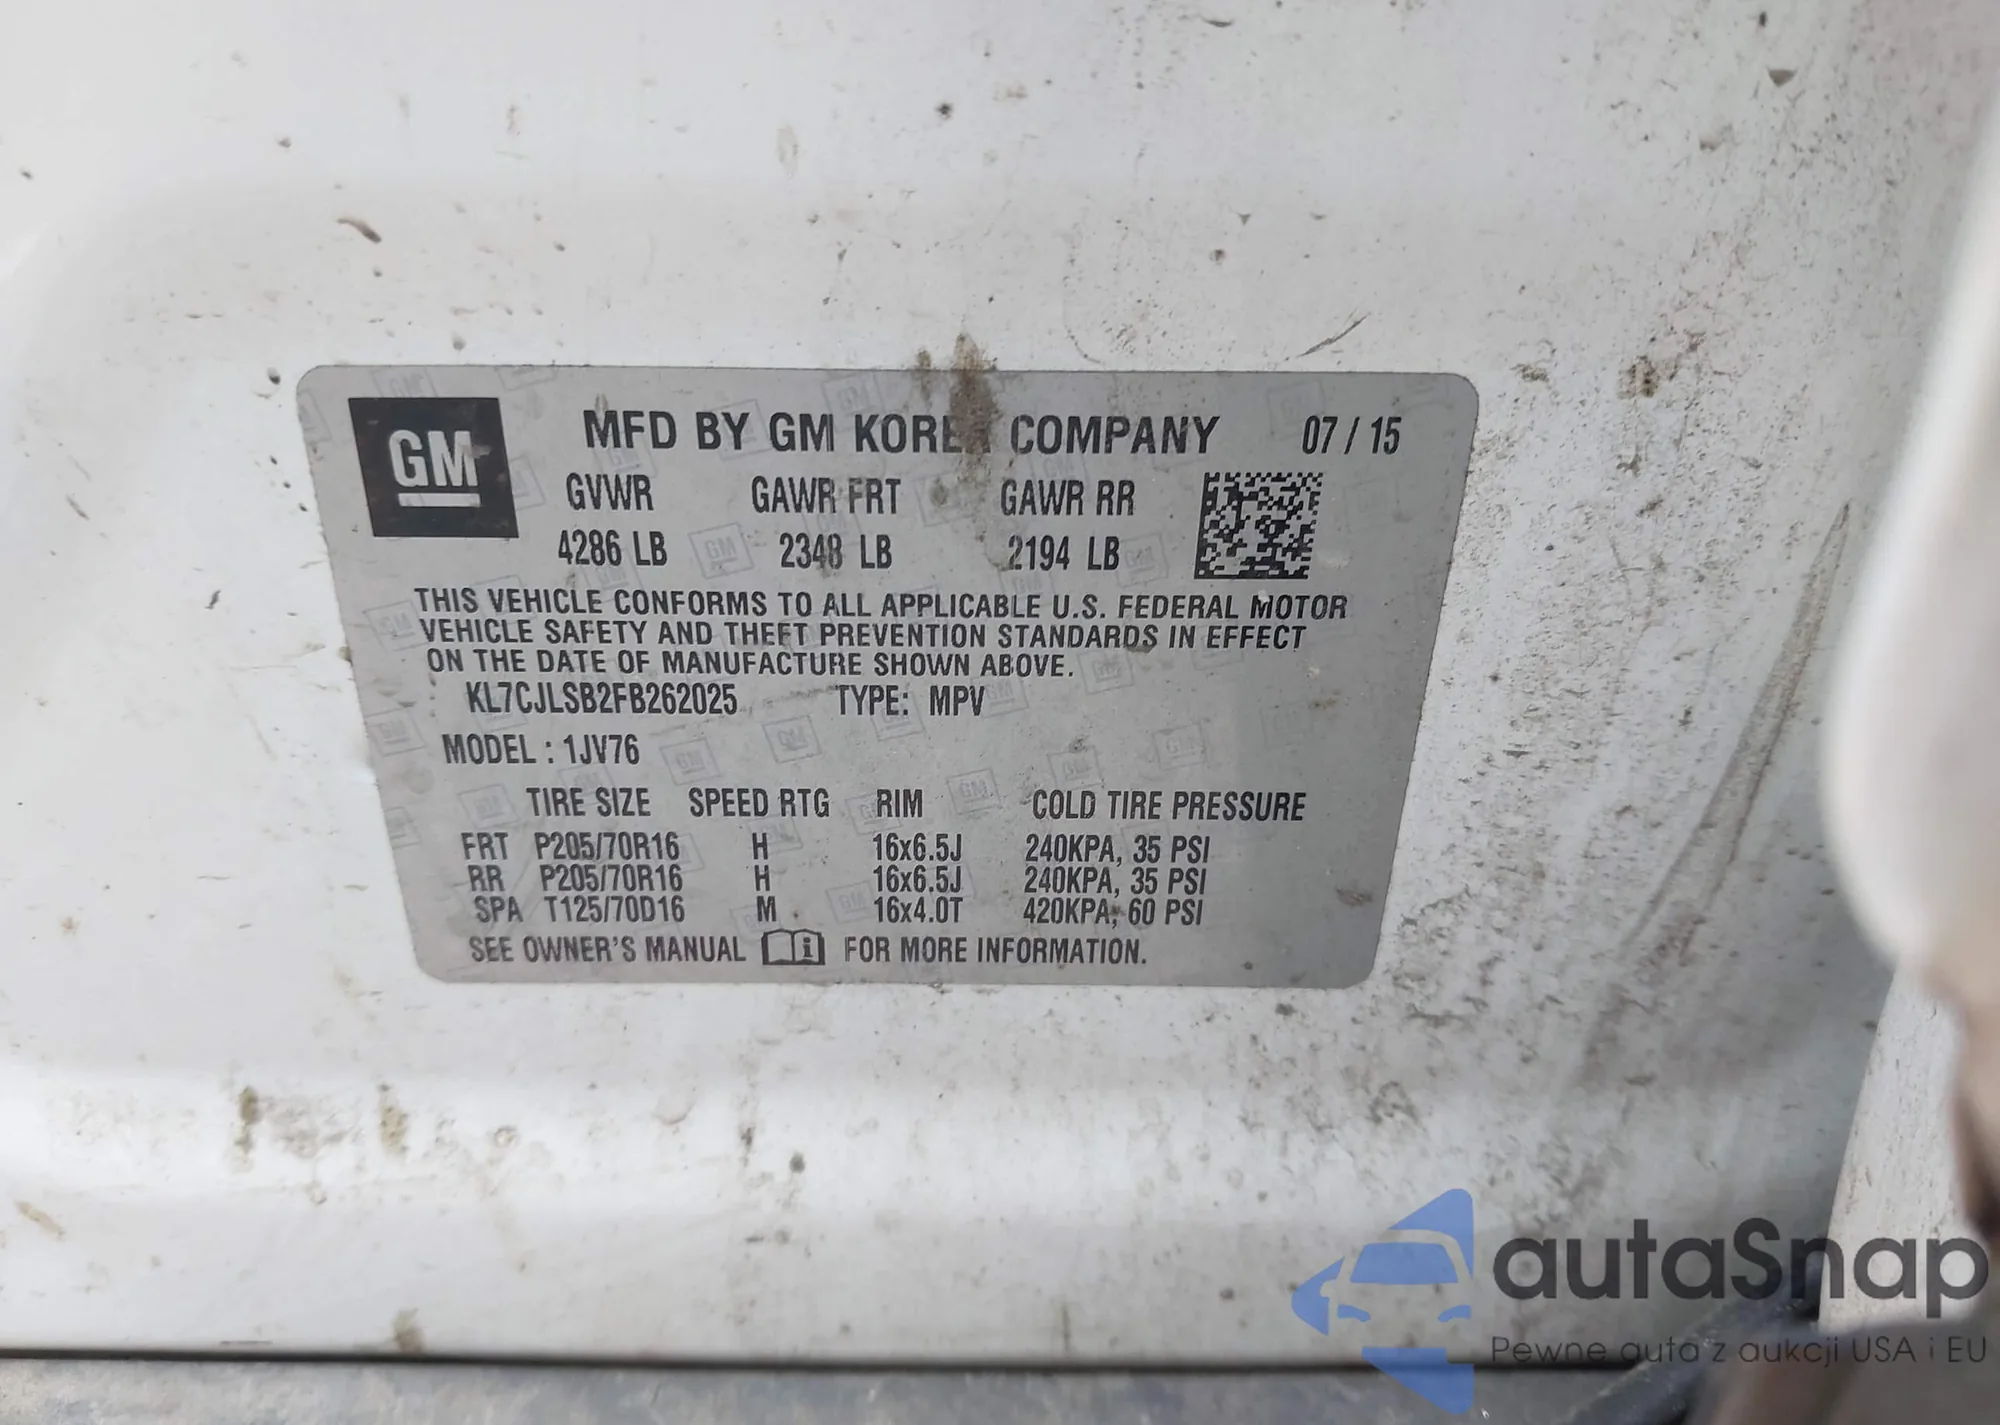 GM
MFD BY GM KOREA COMPANY 07 / 15
GVWR GAWR FRT GAWR RR
4286 LB 2348 LB 2194 LB
THIS VEHICLE CONFORMS TO ALL APPLICABLE U.S. FEDERAL MOTOR
VEHICLE SAFETY AND THEFT PREVENTION STANDARDS IN EFFECT
ON THE DATE OF MANUFACTURE SHOWN ABOVE.
KL7CJLSB2FB262025 TYPE: MPV
MODEL : 1JV76
TIRE SIZE SPEED RTG RIM COLD TIRE PRESSURE
FRT P205/70R16 H 16x6.5J 240KPA, 35 PSI
RR P205/70R16 H 16x6.5J 240KPA, 35 PSI
SPA T125/70D16 M 16x4.0T 420KPA, 60 PSI
SEE OWNER'S MANUAL FOR MORE INFORMATION.
autaSnap
Pewne auta z aukcji USA i EU